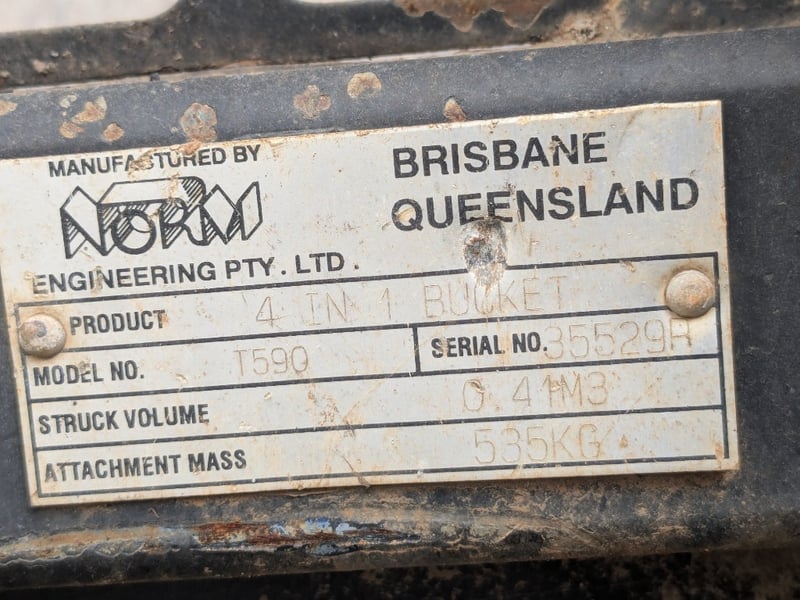 MANUFACTURED BY
NORM
ENGINEERING PTY. LTD.
BRISBANE
QUEENSLAND
PRODUCT 4 IN 1 BUCKET
MODEL NO. T590
SERIAL NO. 35529R
STRUCK VOLUME 0.41M3
ATTACHMENT MASS 535KG